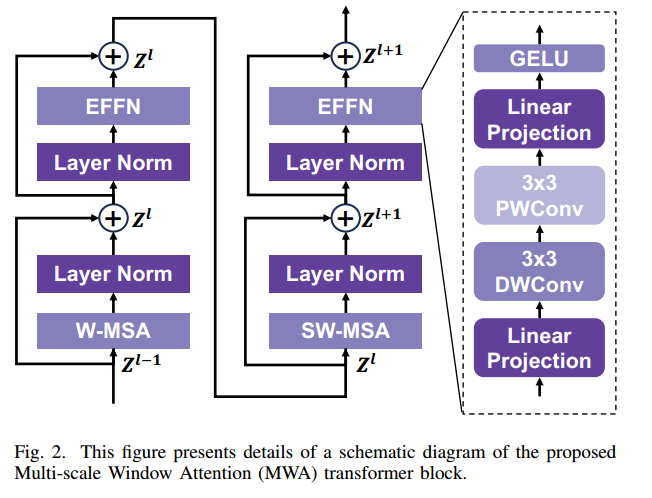 Z^l
EFFN
Layer Norm
Z^l
Layer Norm
W-MSA
Z^{l-1}
Z^{l+1}
EFFN
Layer Norm
Z^{l+1}
Layer Norm
SW-MSA
Z^l
GELU
Linear
Projection
3x3
PWConv
3x3
DWConv
Linear
Projection
Fig. 2. This figure presents details of a schematic diagram of the proposed
Multi-scale Window Attention (MWA) transformer block.